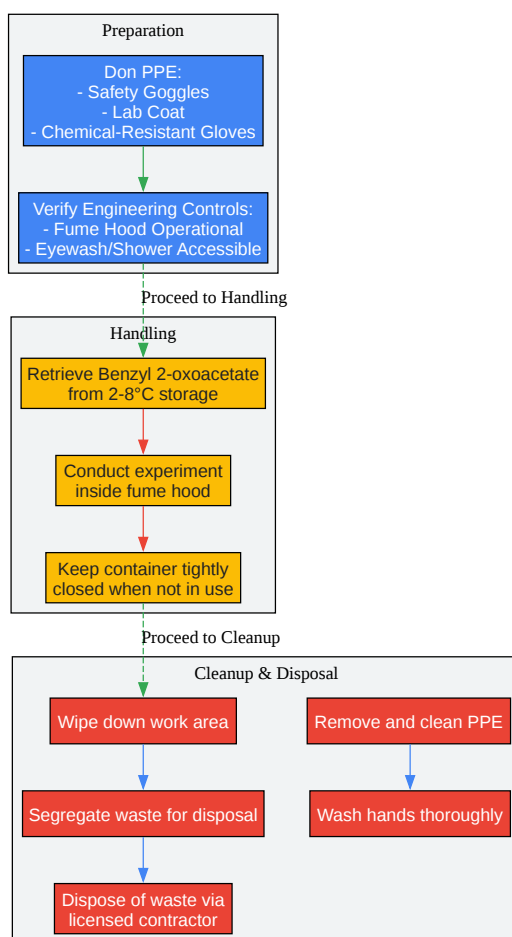 Preparation
Don PPE:
- Safety Goggles
- Lab Coat
- Chemical-Resistant Gloves
Verify Engineering Controls:
- Fume Hood Operational
- Eyewash/Shower Accessible
Proceed to Handling
Handling
Retrieve Benzyl 2-oxoacetate
from 2-8°C storage
Conduct experiment
inside fume hood
Keep container tightly
closed when not in use
Proceed to Cleanup
Cleanup & Disposal
Wipe down work area
Segregate waste for disposal
Dispose of waste via
licensed contractor
Remove and clean PPE
Wash hands thoroughly